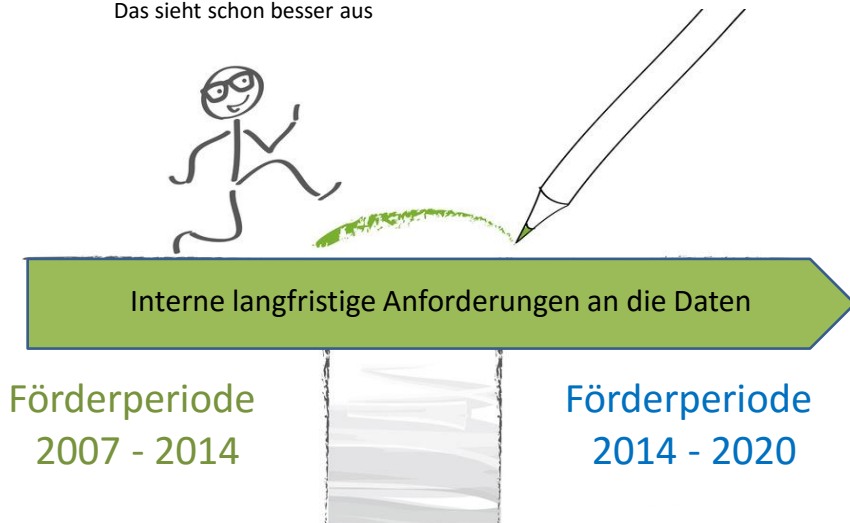 Das sieht schon besser aus
Interne langfristige Anforderungen an die Daten
Förderperiode
2007 - 2014
Förderperiode
2014 - 2020